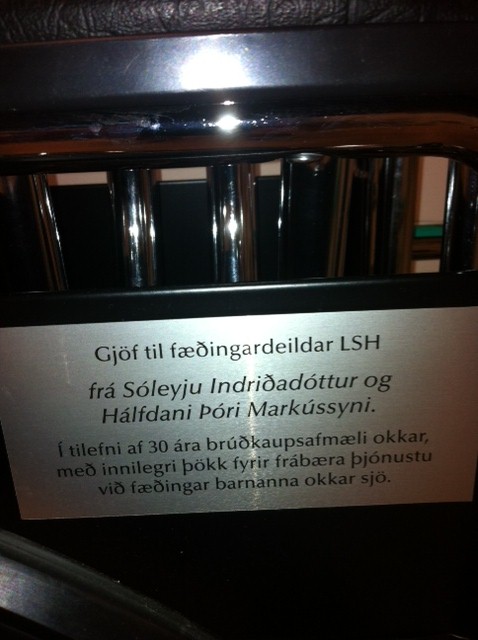 Gjöf til fæðingardeildar LSH
frá Sóleyju Indriðadóttur og
Hálfdani Þóri Markússyni.
Í tilefni af 30 ára brúðkaupsafmæli okkar,
með innilegri þökk fyrir frábæra þjónustu
við fæðingar barnanna okkar sjö.